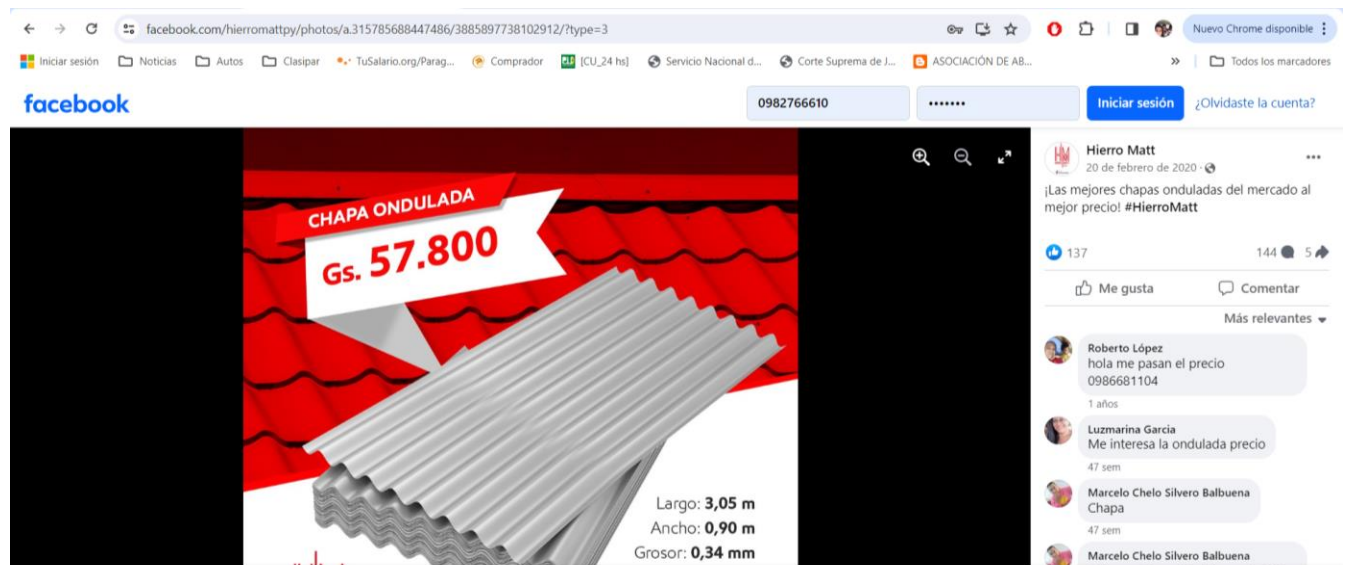 facebook.com/hierromattpy/photos/a.315785688447486/3885897738102912/?type=3
Nuevo Chrome disponible
Iniciar sesión
Noticias
Autos
Clasipar
TuSalario.org/Parag...
Comprador
[CU_24 hs]
Servicio Nacional d...
Corte Suprema de J...
ASOCIACIÓN DE AB...
»
Todos los marcadores
facebook
0982766610
•••••••
Iniciar sesión
¿Olvidaste la cuenta?
CHAPA ONDULADA
Gs. 57.800
Largo: 3,05 m
Ancho: 0,90 m
Grosor: 0,34 mm
HM
Hierro Matt
20 de febrero de 2020 ·
¡Las mejores chapas onduladas del mercado al
mejor precio! #HierroMatt
137
144
5
Me gusta
Comentar
Más relevantes
Roberto López
hola me pasan el precio
0986681104
1 años
Luzmarina Garcia
Me interesa la ondulada precio
47 sem
Marcelo Chelo Silvero Balbuena
Chapa
47 sem
Marcelo Chelo Silvero Balbuena